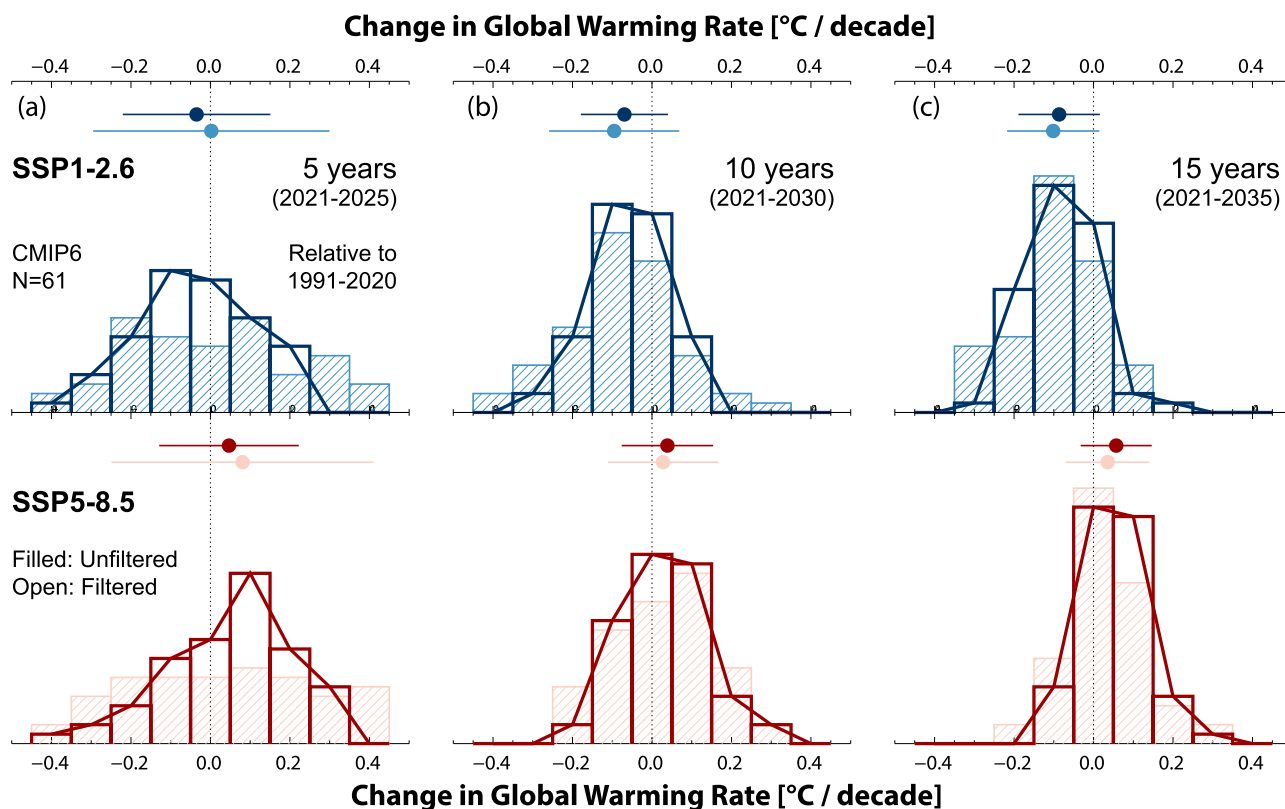 Change in Global Warming Rate [°C / decade]
−0.4 −0.2 0.0 0.2 0.4 −0.4 −0.2 0.0 0.2 0.4 −0.4 −0.2 0.0 0.2 0.4
(a) (b) (c)
SSP1-2.6 5 years 10 years 15 years
(2021-2025) (2021-2030) (2021-2035)
CMIP6 Relative to
N=61 1991-2020
SSP5-8.5
Filled: Unfiltered
Open: Filtered
−0.4 −0.2 0.0 0.2 0.4 −0.4 −0.2 0.0 0.2 0.4 −0.4 −0.2 0.0 0.2 0.4
Change in Global Warming Rate [°C / decade]